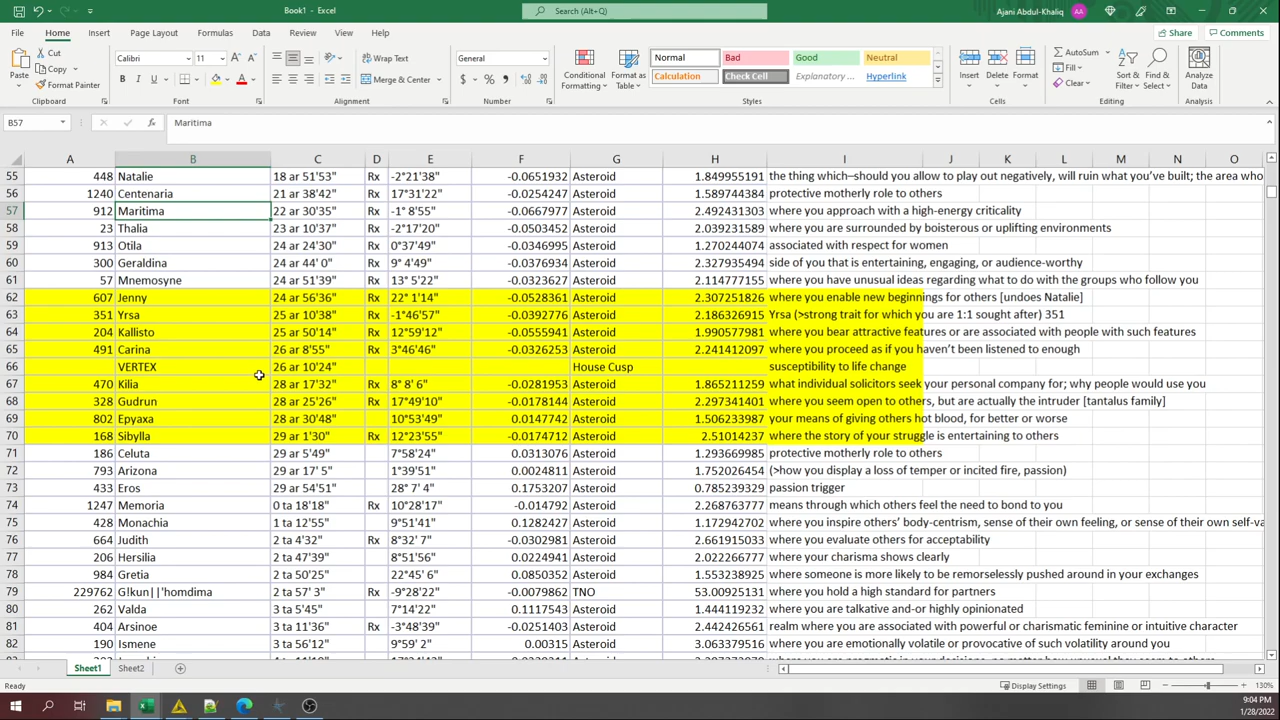 Book1 - Excel
Search (Alt+Q)
Ajani Abdul-Khaliq AA
File Home Insert Page Layout Formulas Data Review View Help Share Comments
Paste Cut Copy Format Painter Clipboard
Calibri 11 B I U A A Font
Wrap Text Merge & Center Alignment
General $ % Number
Conditional Formatting Format as Table
Normal Bad Good Neutral
Calculation Check Cell Explanatory ... Hyperlink
Styles
Insert Delete Format Cells
AutoSum Fill Clear Sort & Filter Find & Select Editing
Analyze Data Analysis
B57 fx Maritima
A B C D E F G H I J K L M N O
55 448 Natalie 18 ar 51'53" Rx -2°21'38" -0.0651932 Asteroid 1.849955191 the thing which–should you allow to play out negatively, will ruin what you've built; the area who
56 1240 Centenaria 21 ar 38'42" Rx 17°31'22" -0.0254247 Asteroid 1.589744384 protective motherly role to others
57 912 Maritima 22 ar 30'35" Rx -1° 8'55" -0.0667977 Asteroid 2.492431303 where you approach with a high-energy criticality
58 23 Thalia 23 ar 10'37" Rx -2°17'20" -0.0503452 Asteroid 2.039231589 where you are surrounded by boisterous or uplifting environments
59 913 Otila 24 ar 24'30" Rx 0°37'49" -0.0346995 Asteroid 1.270244074 associated with respect for women
60 300 Geraldina 24 ar 44' 0" Rx 9° 4'49" -0.0376934 Asteroid 2.327935494 side of you that is entertaining, engaging, or audience-worthy
61 57 Mnemosyne 24 ar 51'39" Rx 13° 5'22" -0.0323627 Asteroid 2.114777155 where you have unusual ideas regarding what to do with the groups who follow you
62 607 Jenny 24 ar 56'36" Rx 22° 1'14" -0.0528361 Asteroid 2.307251826 where you enable new beginnings for others [undoes Natalie]
63 351 Yrsa 25 ar 10'38" Rx -1°46'57" -0.0392776 Asteroid 2.186326915 Yrsa (>strong trait for which you are 1:1 sought after) 351
64 204 Kallisto 25 ar 50'14" Rx 12°59'12" -0.0555941 Asteroid 1.990577981 where you bear attractive features or are associated with people with such features
65 491 Carina 26 ar 8'55" Rx 3°46'46" -0.0326253 Asteroid 2.241412097 where you proceed as if you haven't been listened to enough
66 VERTEX 26 ar 10'24" House Cusp susceptibility to life change
67 470 Kilia 28 ar 17'32" Rx 8° 8' 6" -0.0281953 Asteroid 1.865211259 what individual solicitors seek your personal company for; why people would use you
68 328 Gudrun 28 ar 25'26" Rx 17°49'10" -0.0178144 Asteroid 2.297341401 where you seem open to others, but are actually the intruder [tantalus family]
69 802 Epyaxa 28 ar 30'48" 10°53'49" 0.0147742 Asteroid 1.506233987 your means of giving others hot blood, for better or worse
70 168 Sibylla 29 ar 1'30" Rx 12°23'55" -0.0174712 Asteroid 2.51014237 where the story of your struggle is entertaining to others
71 186 Celuta 29 ar 5'49" 7°58'24" 0.0313076 Asteroid 1.293669985 protective motherly role to others
72 793 Arizona 29 ar 17' 5" 1°39'51" 0.0024811 Asteroid 1.752026454 (>how you display a loss of temper or incited fire, passion)
73 433 Eros 29 ar 54'51" 28° 7' 4" 0.1753207 Asteroid 0.785239329 passion trigger
74 1247 Memoria 0 ta 18'18" Rx 10°28'17" -0.014792 Asteroid 2.268763777 means through which others feel the need to bond to you
75 428 Monachia 1 ta 12'55" 9°51'41" 0.1282427 Asteroid 1.172942702 where you inspire others' body-centrism, sense of their own feeling, or sense of their own self-va
76 664 Judith 2 ta 4'32" Rx 8°32' 7" -0.0302981 Asteroid 2.661915033 where you evaluate others for acceptability
77 206 Hersilia 2 ta 47'39" 8°51'56" 0.0224941 Asteroid 2.022266777 where your charisma shows clearly
78 984 Gretia 2 ta 50'25" 22°45' 6" 0.0850352 Asteroid 1.553238925 where someone is more likely to be remorselessly pushed around in your exchanges
79 229762 G!kun||'homdima 2 ta 57' 3" Rx -9°28'22" -0.0079862 TNO 53.00925131 where you hold a high standard for partners
80 262 Valda 3 ta 5'45" 7°14'22" 0.1117543 Asteroid 1.444119232 where you are talkative and-or highly opinionated
81 404 Arsinoe 3 ta 11'36" Rx -3°48'39" -0.0251403 Asteroid 2.442426561 realm where you are associated with powerful or charismatic feminine or intuitive character
82 190 Ismene 3 ta 56'12" 9°59' 2" 0.00315 Asteroid 3.063379516 where you are emotionally volatile or provocative of such volatility around you
Sheet1 Sheet2
Ready Display Settings 130%
9:04 PM
1/28/2022